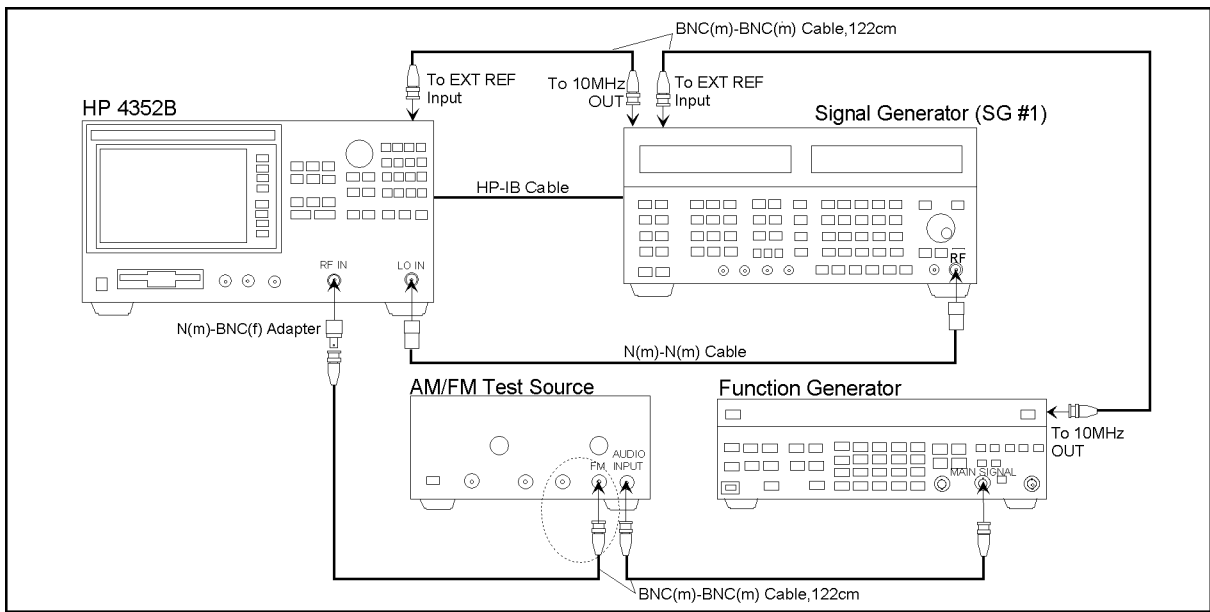 BNC(m)-BNC(m) Cable,122cm
To EXT REF
Input
To 10MHz
OUT
To EXT REF
Input
HP 4352B
Signal Generator (SG #1)
HP-IB Cable
RF IN
LO IN
RF
N(m)-BNC(f) Adapter
N(m)-N(m) Cable
AM/FM Test Source
Function Generator
To 10MHz
OUT
FM
AUDIO
INPUT
MAIN SIGNAL
BNC(m)-BNC(m) Cable,122cm